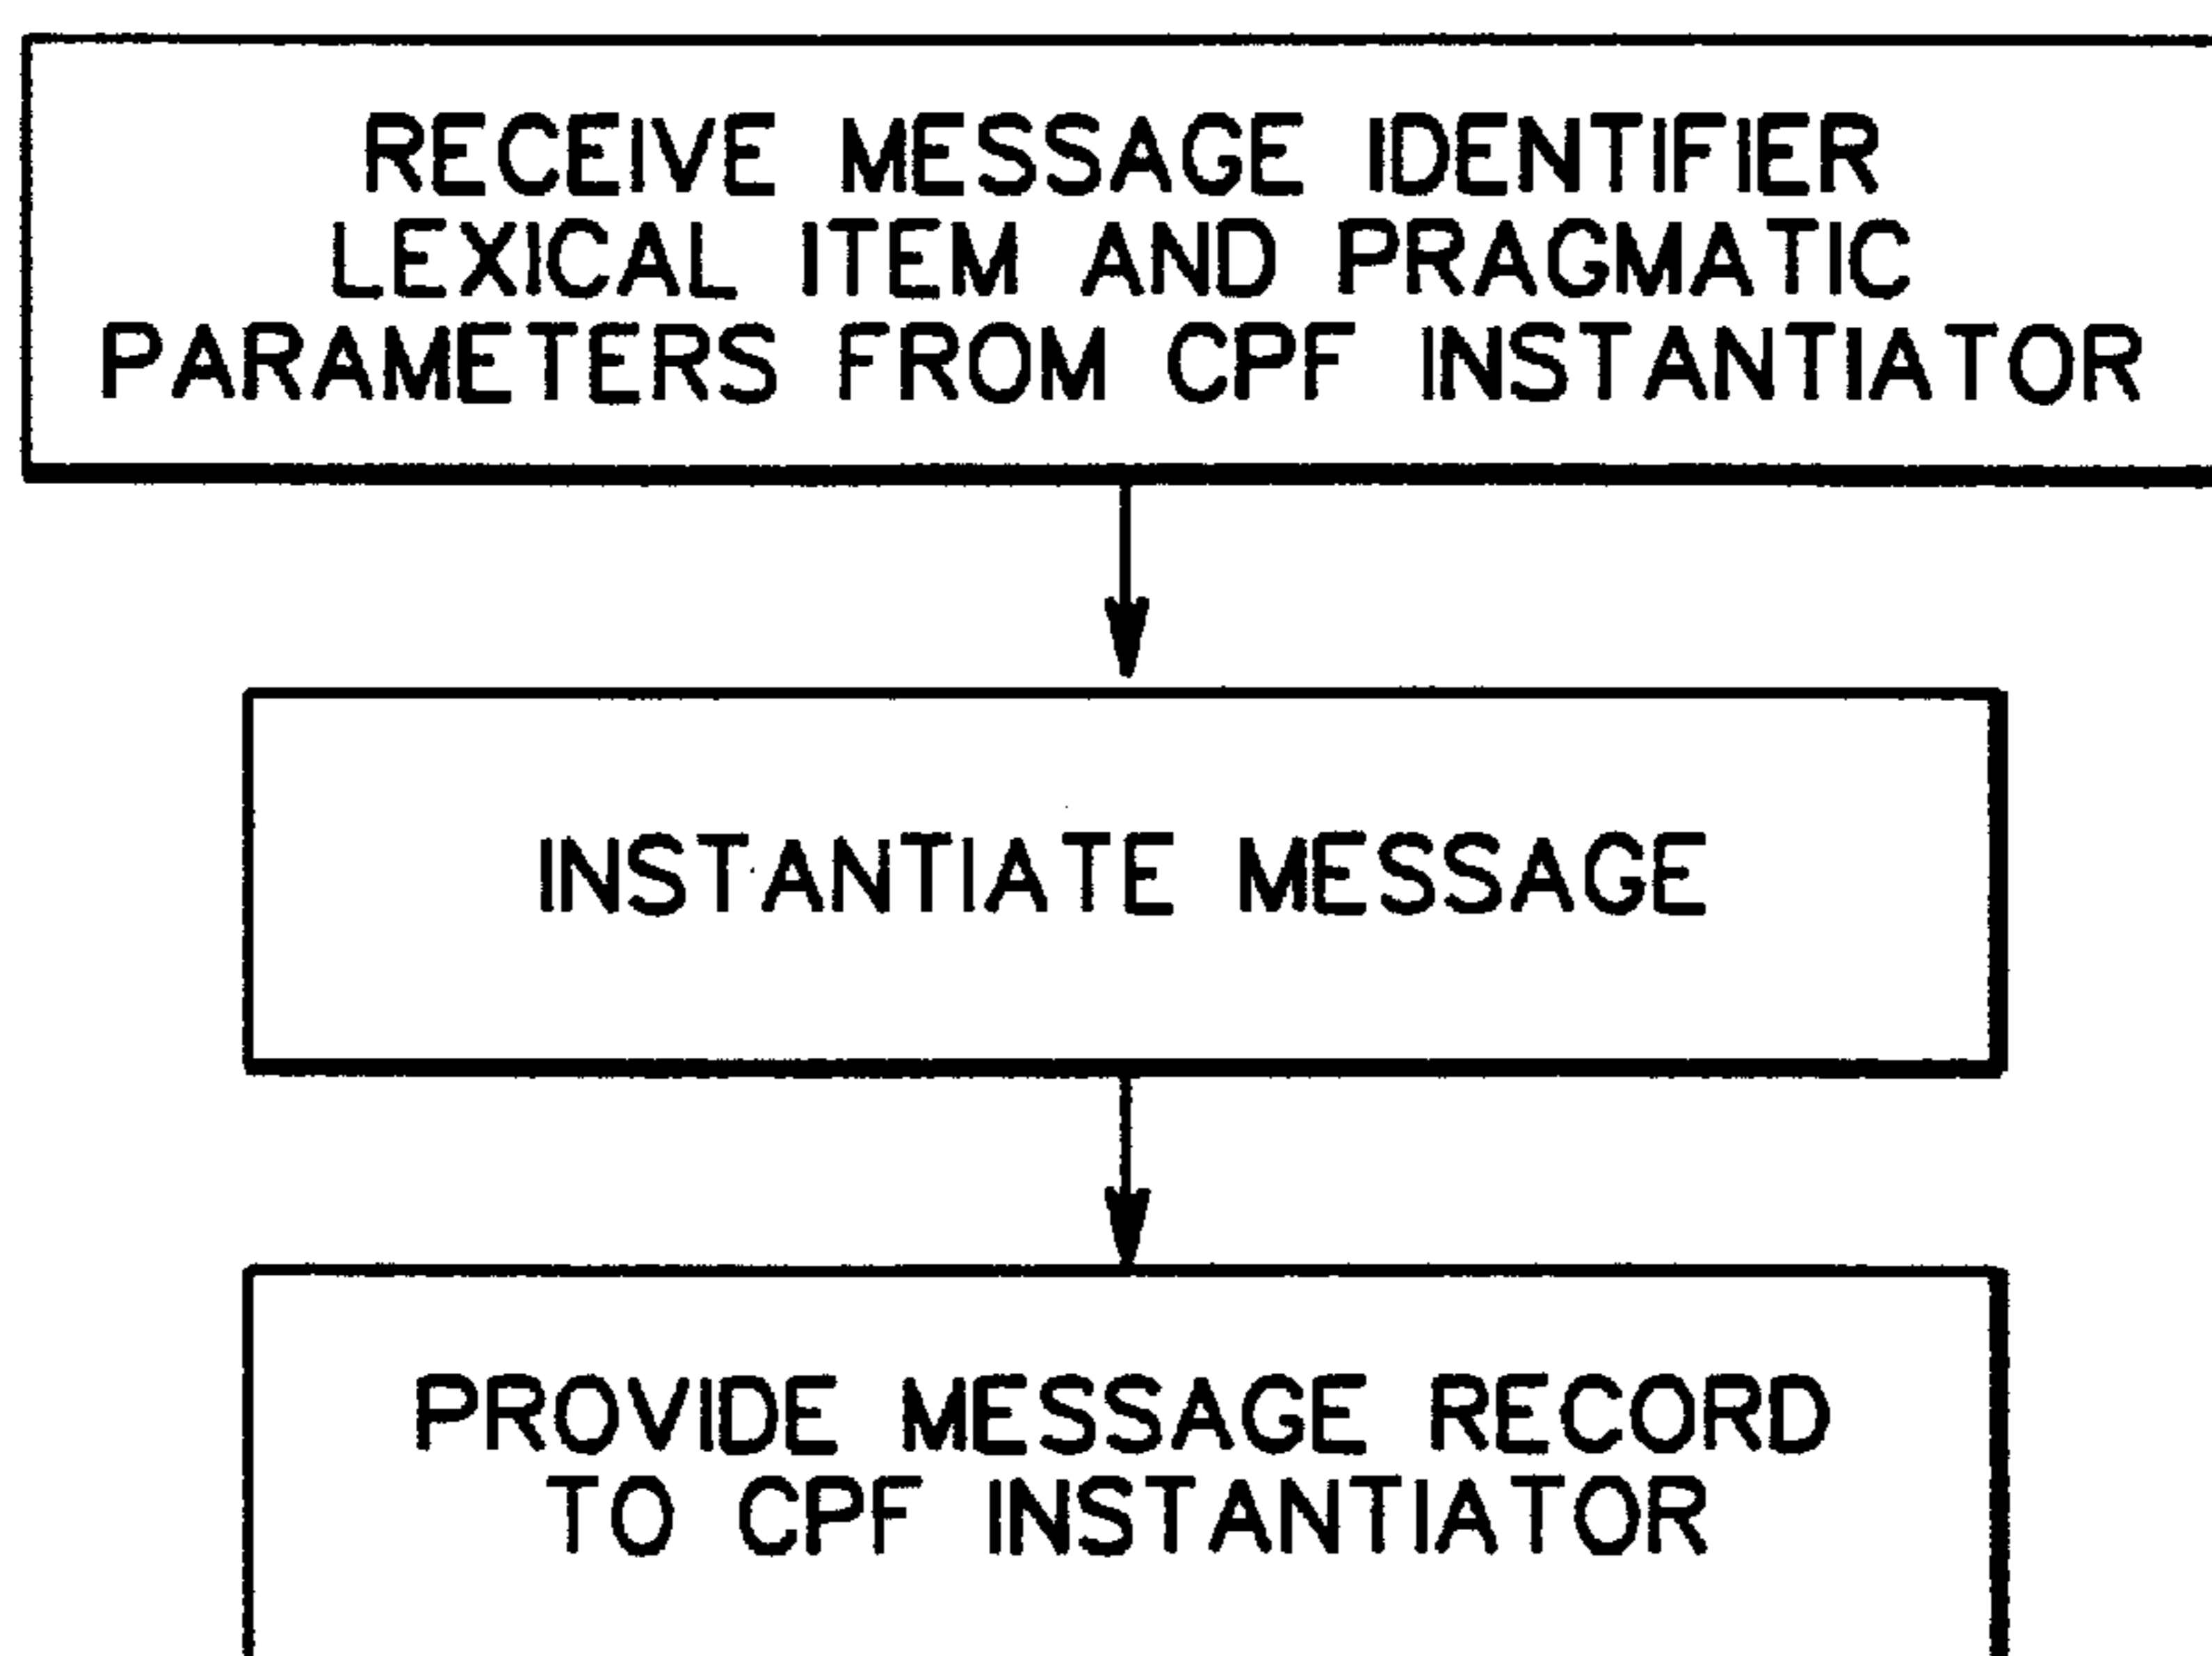 RECEIVE MESSAGE IDENTIFIER
LEXICAL ITEM AND PRAGMATIC
PARAMETERS FROM CPF INSTANTIATOR
INSTANTIATE MESSAGE
PROVIDE MESSAGE RECORD
TO CPF INSTANTIATOR